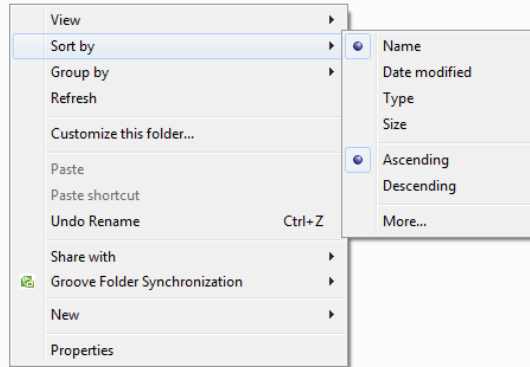 View
Sort by
Group by
Refresh
Customize this folder...
Paste
Paste shortcut
Undo Rename Ctrl+Z
Share with
Groove Folder Synchronization
New
Properties
Name
Date modified
Type
Size
Ascending
Descending
More...